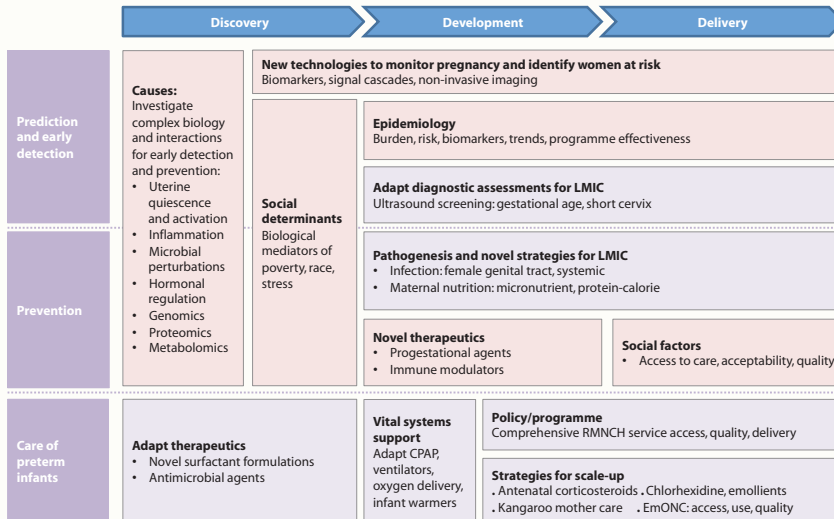 Discovery
Development
Delivery
Prediction
and early
detection
Causes:
Investigate
complex biology
and interactions
for early detection
and prevention:
• Uterine
quiescence
and activation
• Inflammation
• Microbial
perturbations
• Hormonal
regulation
• Genomics
• Proteomics
• Metabolomics
New technologies to monitor pregnancy and identify women at risk
Biomarkers, signal cascades, non-invasive imaging
Social
determinants
Biological
mediators of
poverty, race,
stress
Epidemiology
Burden, risk, biomarkers, trends, programme effectiveness
Adapt diagnostic assessments for LMIC
Ultrasound screening: gestational age, short cervix
Prevention
Pathogenesis and novel strategies for LMIC
• Infection: female genital tract, systemic
• Maternal nutrition: micronutrient, protein-calorie
Novel therapeutics
• Progestational agents
• Immune modulators
Social factors
• Access to care, acceptability, quality
Care of
preterm
infants
Adapt therapeutics
• Novel surfactant formulations
• Antimicrobial agents
Vital systems
support
Adapt CPAP,
ventilators,
oxygen delivery,
infant warmers
Policy/programme
Comprehensive RMNCH service access, quality, delivery
Strategies for scale-up
. Antenatal corticosteroids . Chlorhexidine, emollients
. Kangaroo mother care . EmONC: access, use, quality